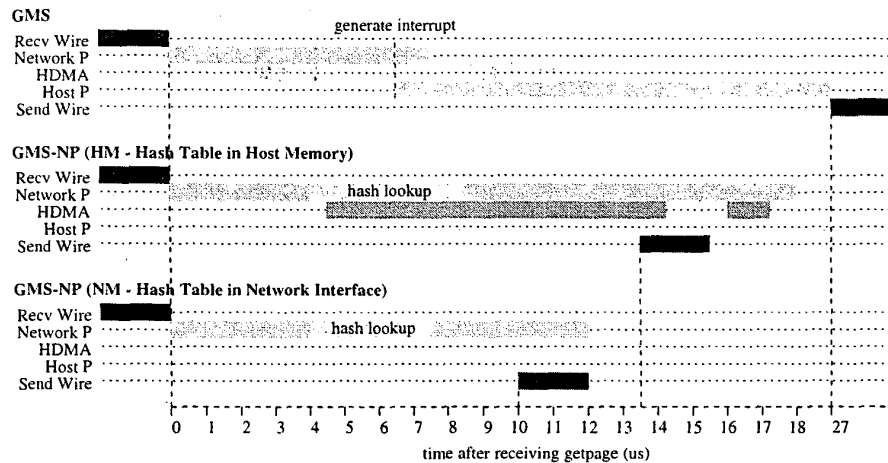 GMS
generate interrupt
Recv Wire
Network P
HDMA
Host P
Send Wire
GMS-NP (HM - Hash Table in Host Memory)
Recv Wire
Network P hash lookup
HDMA
Host P
Send Wire
GMS-NP (NM - Hash Table in Network Interface)
Recv Wire
Network P hash lookup
HDMA
Host P
Send Wire
0 1 2 3 4 5 6 7 8 9 10 11 12 13 14 15 16 17 18 27
time after receiving getpage (us)